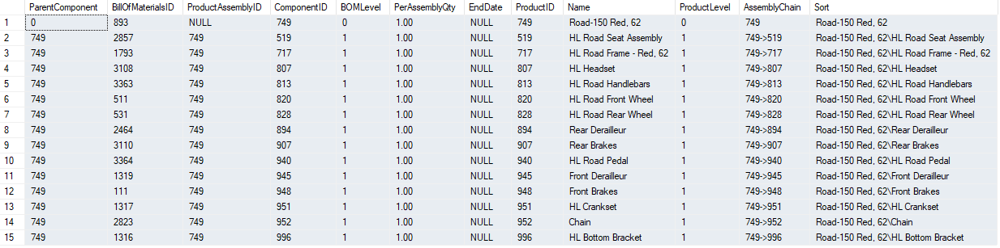 ParentComponent BillOfMaterialsID ProductAssemblyID ComponentID BOMLevel PerAssemblyQty EndDate ProductID Name ProductLevel AssemblyChain Sort
1 0 893 NULL 749 0 1.00 NULL 749 Road-150 Red, 62 0 749 Road-150 Red, 62
2 749 2857 749 519 1 1.00 NULL 519 HL Road Seat Assembly 1 749->519 Road-150 Red, 62\HL Road Seat Assembly
3 749 1793 749 717 1 1.00 NULL 717 HL Road Frame - Red, 62 1 749->717 Road-150 Red, 62\HL Road Frame - Red, 62
4 749 3108 749 807 1 1.00 NULL 807 HL Headset 1 749->807 Road-150 Red, 62\HL Headset
5 749 3363 749 813 1 1.00 NULL 813 HL Road Handlebars 1 749->813 Road-150 Red, 62\HL Road Handlebars
6 749 511 749 820 1 1.00 NULL 820 HL Road Front Wheel 1 749->820 Road-150 Red, 62\HL Road Front Wheel
7 749 531 749 828 1 1.00 NULL 828 HL Road Rear Wheel 1 749->828 Road-150 Red, 62\HL Road Rear Wheel
8 749 2464 749 894 1 1.00 NULL 894 Rear Derailleur 1 749->894 Road-150 Red, 62\Rear Derailleur
9 749 3110 749 907 1 1.00 NULL 907 Rear Brakes 1 749->907 Road-150 Red, 62\Rear Brakes
10 749 3364 749 940 1 1.00 NULL 940 HL Road Pedal 1 749->940 Road-150 Red, 62\HL Road Pedal
11 749 1319 749 945 1 1.00 NULL 945 Front Derailleur 1 749->945 Road-150 Red, 62\Front Derailleur
12 749 111 749 948 1 1.00 NULL 948 Front Brakes 1 749->948 Road-150 Red, 62\Front Brakes
13 749 1317 749 951 1 1.00 NULL 951 HL Crankset 1 749->951 Road-150 Red, 62\HL Crankset
14 749 2823 749 952 1 1.00 NULL 952 Chain 1 749->952 Road-150 Red, 62\Chain
15 749 1316 749 996 1 1.00 NULL 996 HL Bottom Bracket 1 749->996 Road-150 Red, 62\HL Bottom Bracket